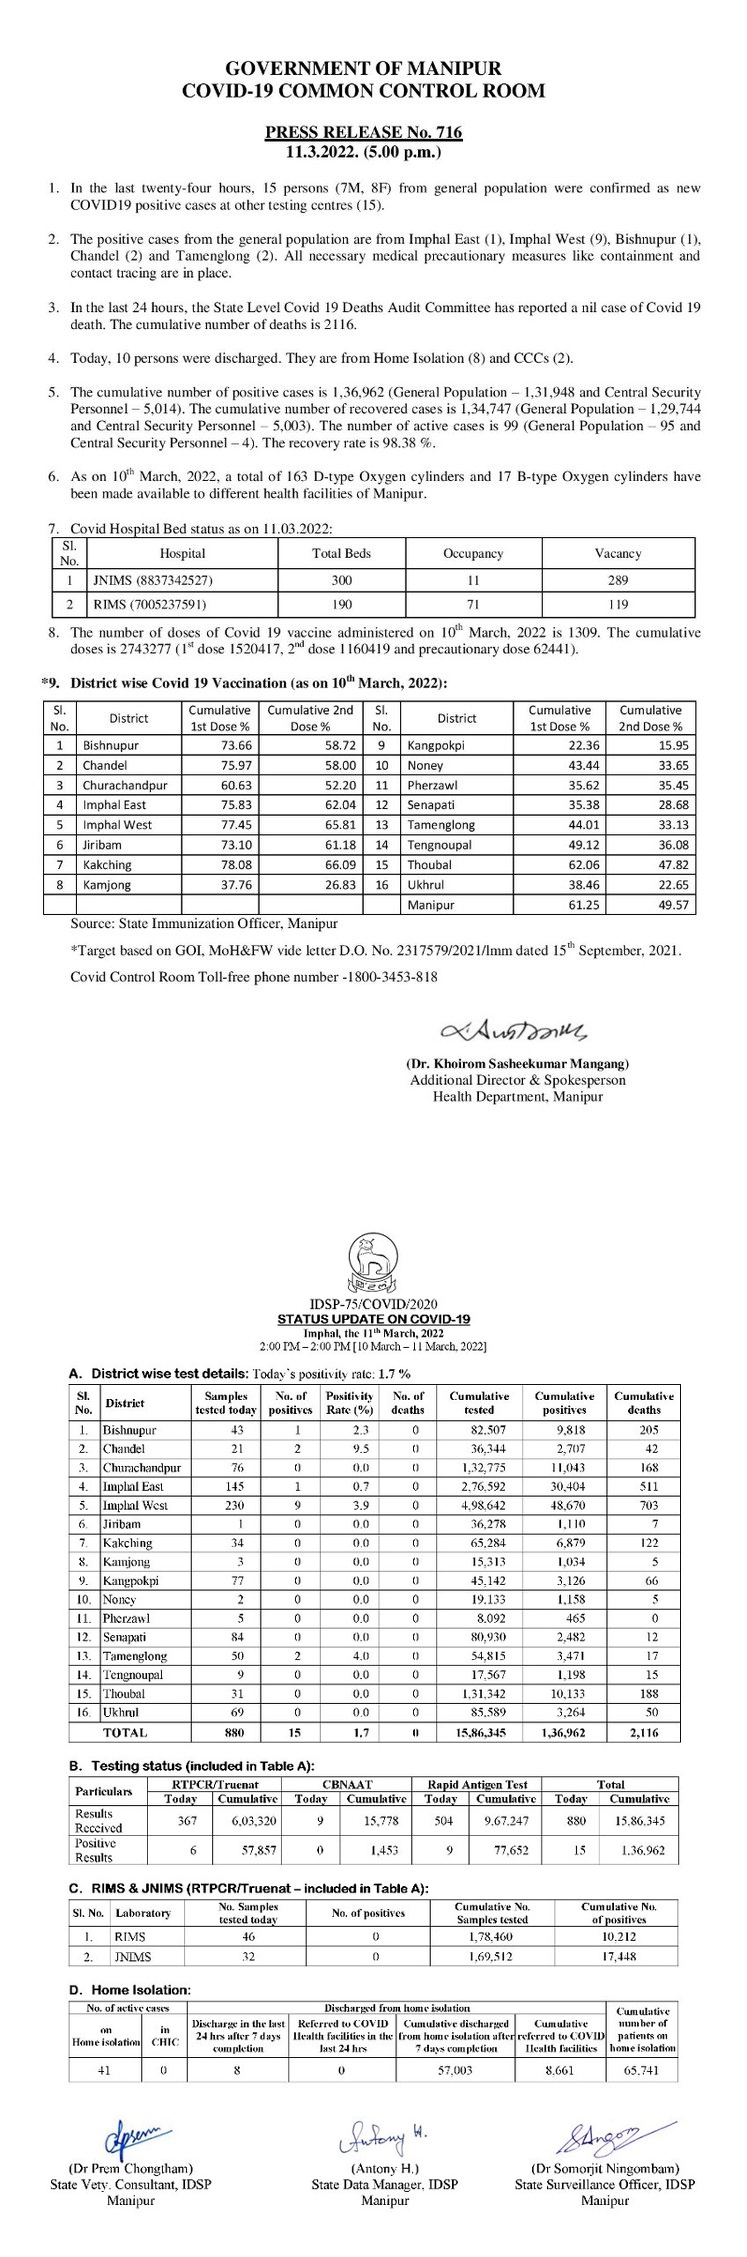 GOVERNMENT OF MANIPUR
COVID-19 COMMON CONTROL ROOM
PRESS RELEASE No. 716
11.3.2022. (5.00 p.m.)
1. In the last twenty-four hours, 15 persons (7M, 8F) from general population were confirmed as new
COVID19 positive cases at other testing centres (15).
2. The positive cases from the general population are from Imphal East (1), Imphal West (9), Bishnupur (1),
Chandel (2) and Tamenglong (2). All necessary medical precautionary measures like containment and
contact tracing are in place.
3. In the last 24 hours, the State Level Covid 19 Deaths Audit Committee has reported a nil case of Covid 19
death. The cumulative number of deaths is 2116.
4. Today, 10 persons were discharged. They are from Home Isolation (8) and CCCs (2).
5. The cumulative number of positive cases is 1,36,962 (General Population – 1,31,948 and Central Security
Personnel – 5,014). The cumulative number of recovered cases is 1,34,747 (General Population – 1,29,744
and Central Security Personnel – 5,003). The number of active cases is 99 (General Population – 95 and
Central Security Personnel – 4). The recovery rate is 98.38 %.
6. As on 10th March, 2022, a total of 163 D-type Oxygen cylinders and 17 B-type Oxygen cylinders have
been made available to different health facilities of Manipur.
7. Covid Hospital Bed status as on 11.03.2022:
Sl. No. Hospital Total Beds Occupancy Vacancy
1 JNIMS (8837342527) 300 11 289
2 RIMS (7005237591) 190 71 119
8. The number of doses of Covid 19 vaccine administered on 10th March, 2022 is 1309. The cumulative
doses is 2743277 (1st dose 1520417, 2nd dose 1160419 and precautionary dose 62441).
*9. District wise Covid 19 Vaccination (as on 10th March, 2022):
Sl. No. District Cumulative 1st Dose % Cumulative 2nd Dose % Sl. No. District Cumulative 1st Dose % Cumulative 2nd Dose %
1 Bishnupur 73.66 58.72 9 Kangpokpi 22.36 15.95
2 Chandel 75.97 58.00 10 Noney 43.44 33.65
3 Churachandpur 60.63 52.20 11 Pherzawl 35.62 35.45
4 Imphal East 75.83 62.04 12 Senapati 35.38 28.68
5 Imphal West 77.45 65.81 13 Tamenglong 44.01 33.13
6 Jiribam 73.10 61.18 14 Tengnoupal 49.12 36.08
7 Kakching 78.08 66.09 15 Thoubal 62.06 47.82
8 Kamjong 37.76 26.83 16 Ukhrul 38.46 22.65
Manipur 61.25 49.57
Source: State Immunization Officer, Manipur
*Target based on GOI, MoH&FW vide letter D.O. No. 2317579/2021/Imm dated 15th September, 2021.
Covid Control Room Toll-free phone number -1800-3453-818
(Dr. Khoirom Sasheekumar Mangang)
Additional Director & Spokesperson
Health Department, Manipur
IDSP-75/COVID/2020
STATUS UPDATE ON COVID-19
Imphal, the 11th March, 2022
2:00 PM – 2:00 PM [10 March – 11 March, 2022]
A. District wise test details: Today's positivity rate: 1.7 %
Sl. No. District Samples tested today No. of positives Positivity Rate (%) No. of deaths Cumulative tested Cumulative positives Cumulative deaths
1. Bishnupur 43 1 2.3 0 82,507 9,818 205
2. Chandel 21 2 9.5 0 36,344 2,707 42
3. Churachandpur 76 0 0.0 0 1,32,775 11,043 168
4. Imphal East 145 1 0.7 0 2,76,592 30,404 511
5. Imphal West 230 9 3.9 0 4,98,642 48,670 703
6. Jiribam 1 0 0.0 0 36,278 1,110 7
7. Kakching 34 0 0.0 0 65,284 6,879 122
8. Kamjong 3 0 0.0 0 15,313 1,034 5
9. Kangpokpi 77 0 0.0 0 45,142 3,126 66
10. Noney 2 0 0.0 0 19,133 1,158 5
11. Pherzawl 5 0 0.0 0 8,092 465 0
12. Senapati 84 0 0.0 0 80,930 2,482 12
13. Tamenglong 50 2 4.0 0 54,815 3,471 17
14. Tengnoupal 9 0 0.0 0 17,567 1,198 15
15. Thoubal 31 0 0.0 0 1,31,342 10,133 188
16. Ukhrul 69 0 0.0 0 85,589 3,264 50
TOTAL 880 15 1.7 0 15,86,345 1,36,962 2,116
B. Testing status (included in Table A):
Particulars RTPCR/Truenat CBNAAT Rapid Antigen Test Total
Today Cumulative Today Cumulative Today Cumulative Today Cumulative
Results Received 367 6,03,320 9 15,778 504 9,67,247 880 15,86,345
Positive Results 6 57,857 0 1,453 9 77,652 15 1,36,962
C. RIMS & JNIMS (RTPCR/Truenat – included in Table A):
Sl. No. Laboratory No. Samples tested today No. of positives Cumulative No. Samples tested Cumulative No. of positives
1. RIMS 46 0 1,78,460 10,212
2. JNIMS 32 0 1,69,512 17,448
D. Home Isolation:
No. of active cases Discharged from home isolation Cumulative number of patients on home isolation
on Home isolation in CHIC Discharge in the last 24 hrs after 7 days completion Referred to COVID Health facilities in the last 24 hrs Cumulative discharged from home isolation after 7 days completion Cumulative referred to COVID Health facilities
41 0 8 0 57,003 8,661 65,741
Antony H.
(Dr Prem Chongtham) (Antony H.) (Dr Somorjit Ningombam)
State Vety. Consultant, IDSP State Data Manager, IDSP State Surveillance Officer, IDSP
Manipur Manipur Manipur